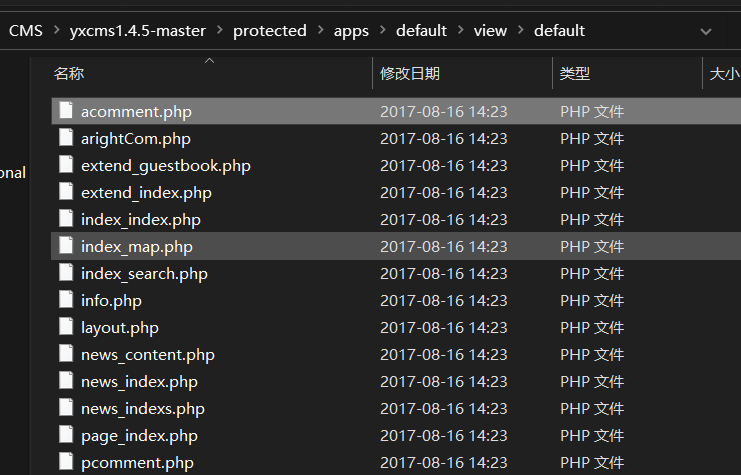 CMS > yxcms1.4.5-master > protected > apps > default > view > default
名称 修改日期 类型 大小
acomment.php 2017-08-16 14:23 PHP 文件
arightCom.php 2017-08-16 14:23 PHP 文件
extend_guestbook.php 2017-08-16 14:23 PHP 文件
onal
extend_index.php 2017-08-16 14:23 PHP 文件
index_index.php 2017-08-16 14:23 PHP 文件
index_map.php 2017-08-16 14:23 PHP 文件
index_search.php 2017-08-16 14:23 PHP 文件
info.php 2017-08-16 14:23 PHP 文件
layout.php 2017-08-16 14:23 PHP 文件
news_content.php 2017-08-16 14:23 PHP 文件
news_index.php 2017-08-16 14:23 PHP 文件
news_indexs.php 2017-08-16 14:23 PHP 文件
page_index.php 2017-08-16 14:23 PHP 文件
pcomment.php 2017-08-16 14:23 PHP 文件